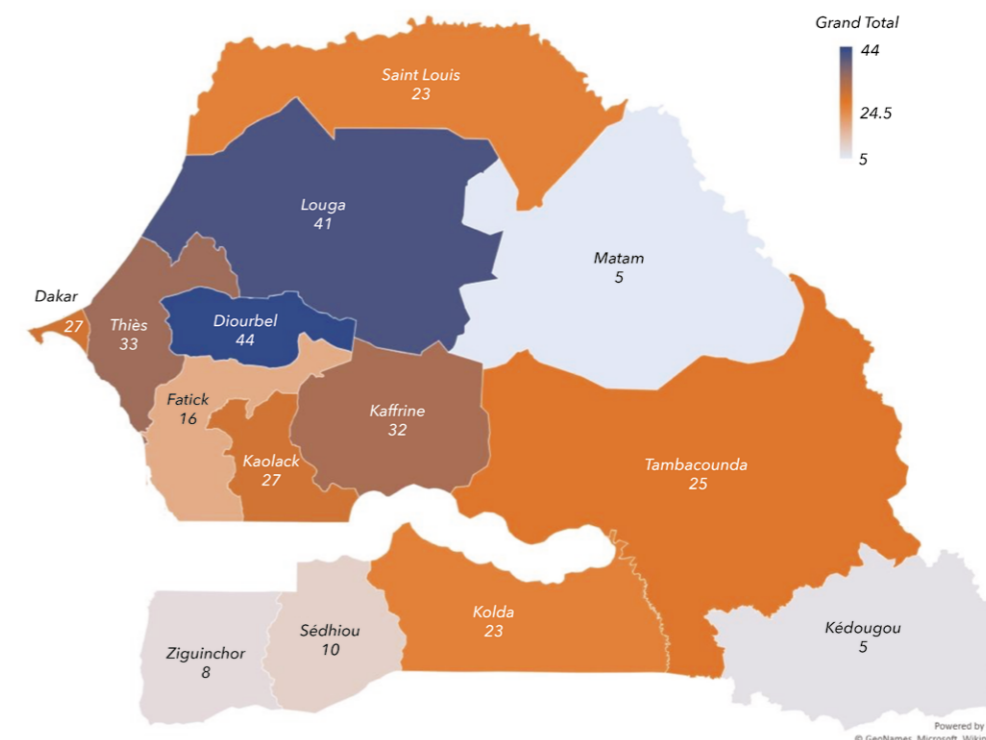 Grand Total
44
24.5
5
Saint Louis
23
Louga
41
Matam
5
Dakar
27
Thiès
33
Diourbel
44
Fatick
16
Kaffrine
32
Kaolack
27
Tambacounda
25
Kolda
23
Sédhiou
10
Ziguinchor
8
Kédougou
5
Powered by
© GeoNames, Microsoft,